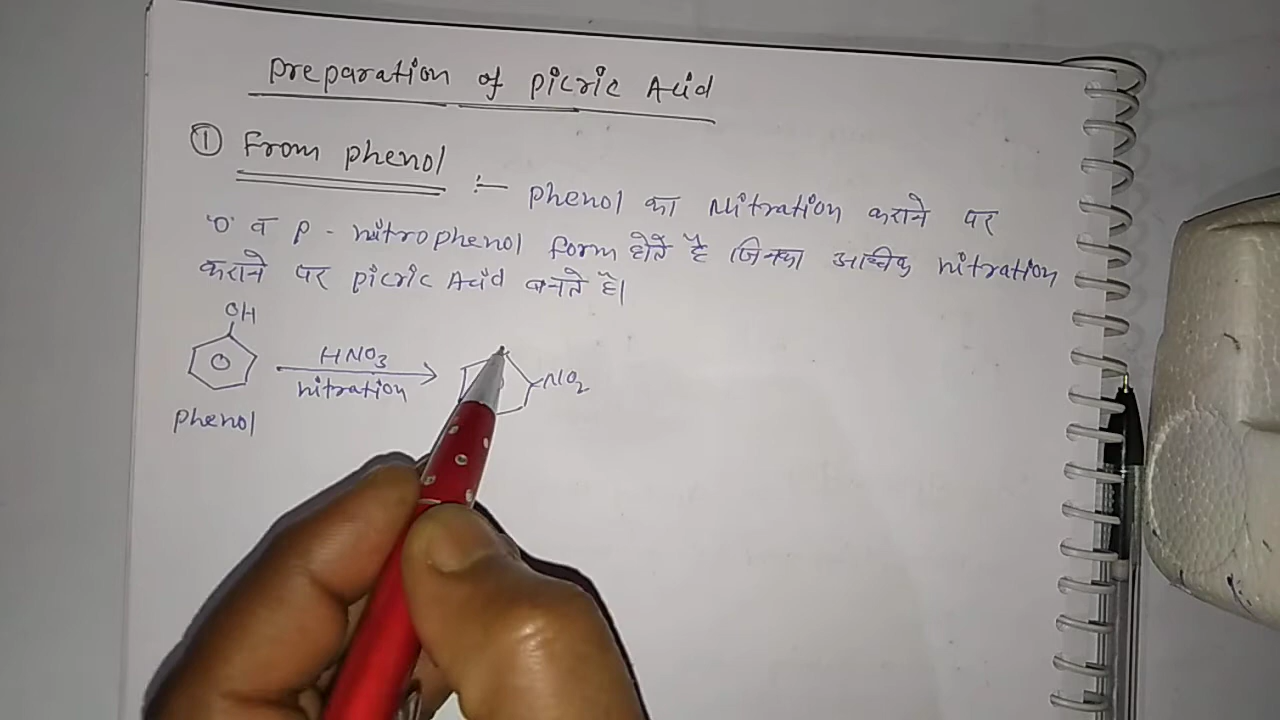 Preparation of Picric Acid
① From phenol :- Phenol का Nitration कराने पर
'O' व P - nitrophenol form होते है जिनका अधिक nitration
कराने पर picric Acid बनते है।
OH
HNO3
nitration
NO2
Phenol